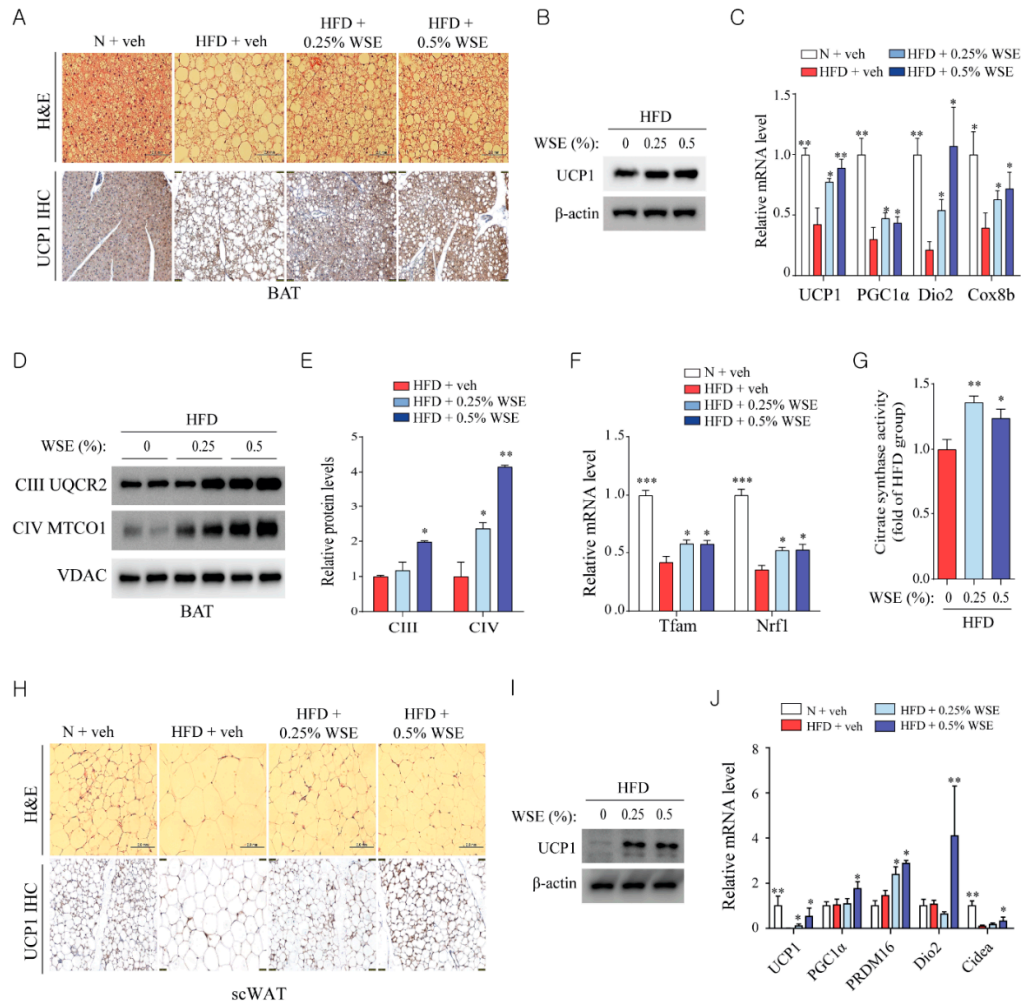 A
N + veh
HFD + veh
HFD +
0.25% WSE
HFD +
0.5% WSE
H&E
UCP1 IHC
BAT
B
HFD
WSE (%): 0 0.25 0.5
UCP1
β-actin
C
N + veh
HFD + 0.25% WSE
HFD + veh
HFD + 0.5% WSE
Relative mRNA level
1.5
1.0
0.5
0
** * **
** * *
** * *
* * *
UCP1 PGC1α Dio2 Cox8b
D
HFD
WSE (%): 0 0.25 0.5
CIII UQCR2
CIV MTCO1
VDAC
BAT
E
HFD + veh
HFD + 0.25% WSE
HFD + 0.5% WSE
Relative protein levels
6
4
2
1
0
*
* **
CIII CIV
F
N + veh
HFD + veh
HFD + 0.25% WSE
HFD + 0.5% WSE
Relative mRNA level
1.5
1.0
0.5
0.0
*** * *
*** * *
Tfam Nrf1
G
Citrate synthase activity
(fold of HFD group)
1.5
1.0
0.5
0.0
** *
0 0.25 0.5
WSE (%):
HFD
H
N + veh
HFD + veh
HFD +
0.25% WSE
HFD +
0.5% WSE
H&E
UCP1 IHC
scWAT
I
HFD
WSE (%): 0 0.25 0.5
UCP1
β-actin
J
N + veh
HFD + 0.25% WSE
HFD + veh
HFD + 0.5% WSE
Relative mRNA level
8
6
4
2
0
** * *
*
* *
**
** *
UCP1 PGC1α PRDM16 Dio2 Cidea